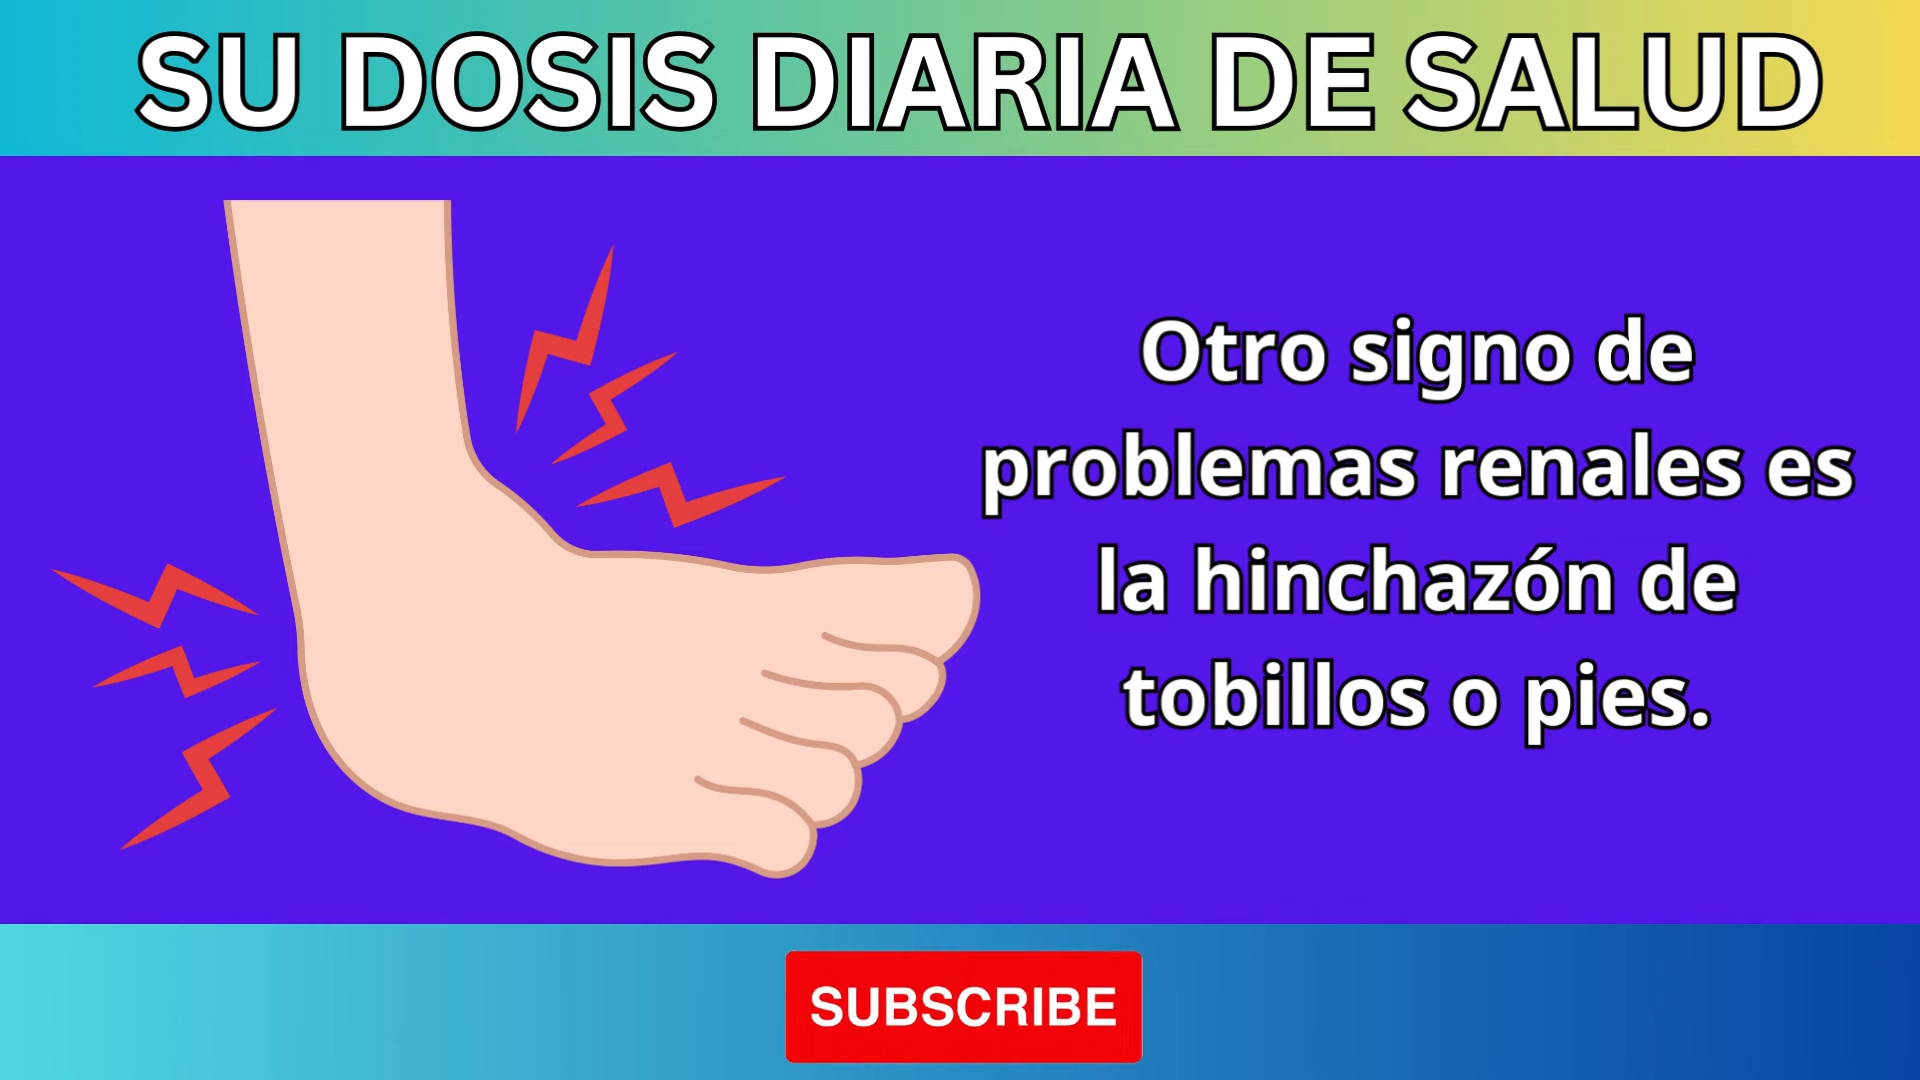 SU DOSIS DIARIA DE SALUD
Otro signo de
problemas renales es
la hinchazón de
tobillos o pies.
SUBSCRIBE